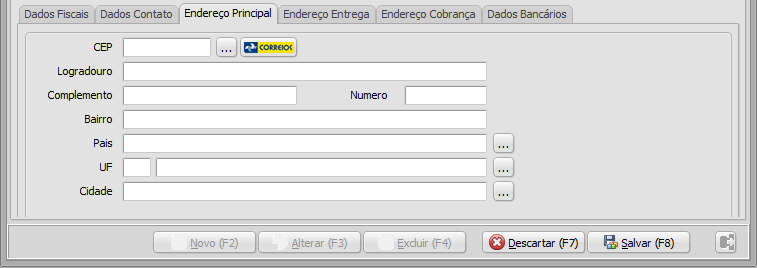 Dados Fiscais Dados Contato Endereço Principal Endereço Entrega Endereço Cobrança Dados Bancários
CEP ... CORREIOS
Logradouro
Complemento Numero
Bairro
Pais ...
UF ...
Cidade ...
Novo (F2) Alterar (F3) Excluir (F4) Descartar (F7) Salvar (F8)